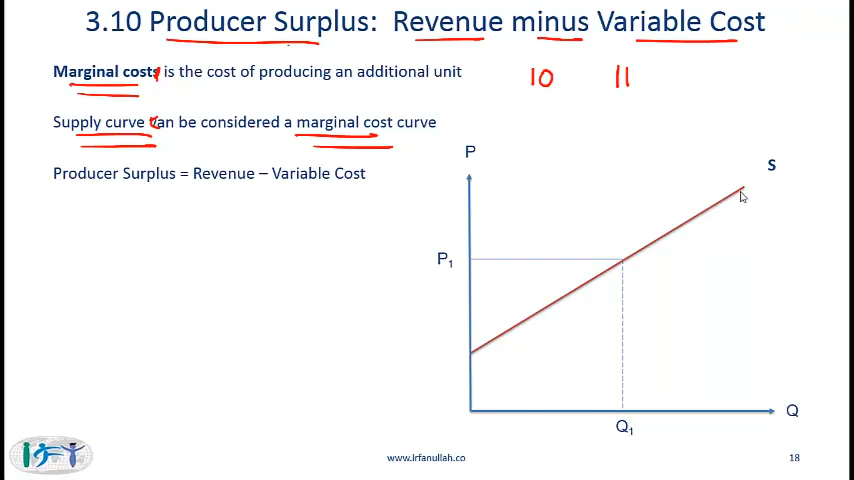 3.10 Producer Surplus: Revenue minus Variable Cost
Marginal costs is the cost of producing an additional unit
10 11
Supply curve can be considered a marginal cost curve
Producer Surplus = Revenue – Variable Cost
P
S
P1
Q
Q1
www.irfanullah.co
18